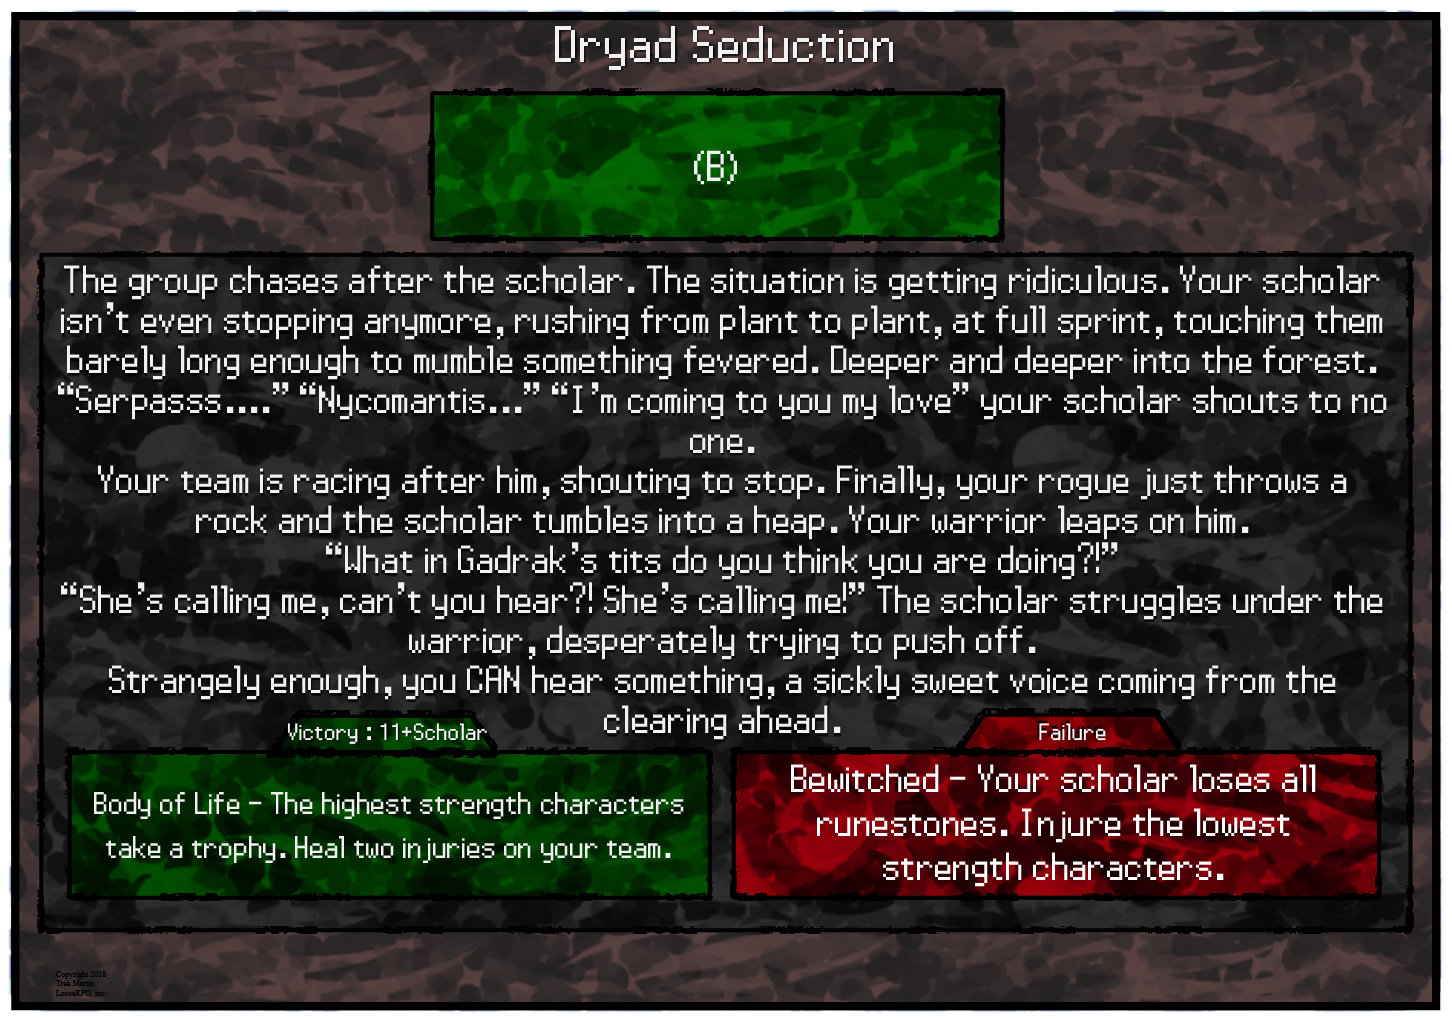 Dryad Seduction
(B)
The group chases after the scholar. The situation is getting ridiculous. Your scholar
isn't even stopping anymore, rushing from plant to plant, at full sprint, touching them
barely long enough to mumble something fevered. Deeper and deeper into the forest.
“Serpasss....” “Nycomantis...” “I'm coming to you my love” your scholar shouts to no
one.
Your team is racing after him, shouting to stop. Finally, your rogue just throws a
rock and the scholar tumbles into a heap. Your warrior leaps on him.
“What in Gadrak's tits do you think you are doing?!”
“She's calling me, can't you hear?! She's calling me!” The scholar struggles under the
warrior, desperately trying to push off.
Strangely enough, you CAN hear something, a sickly sweet voice coming from the
clearing ahead.
Victory : 11+Scholar
Body of Life - The highest strength characters
take a trophy. Heal two injuries on your team.
Failure
Bewitched - Your scholar loses all
runestones. Injure the lowest
strength characters.
Copyright 2018
Trek Martin
LooseRPG, inc.